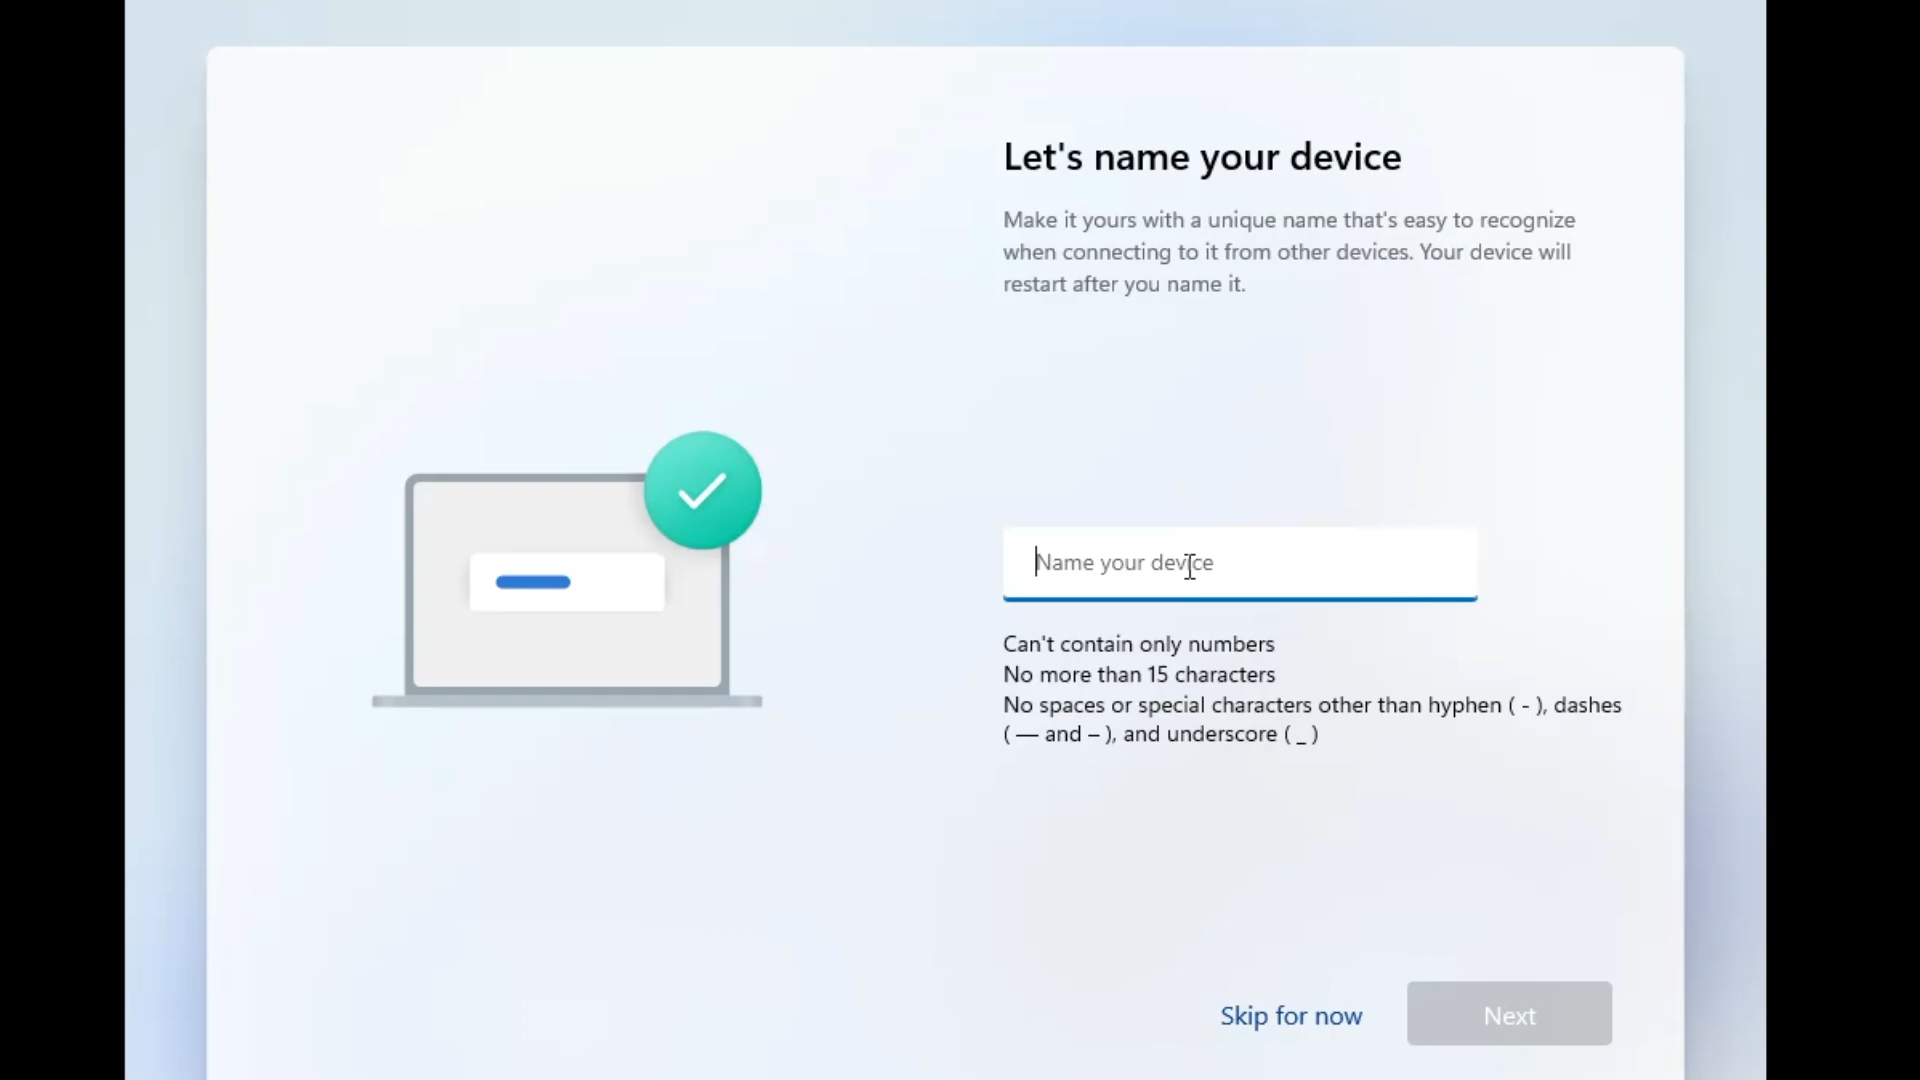 Let's name your device
Make it yours with a unique name that's easy to recognize
when connecting to it from other devices. Your device will
restart after you name it.
Name your device
Can't contain only numbers
No more than 15 characters
No spaces or special characters other than hyphen ( - ), dashes
( — and – ), and underscore ( _ )
Skip for now
Next